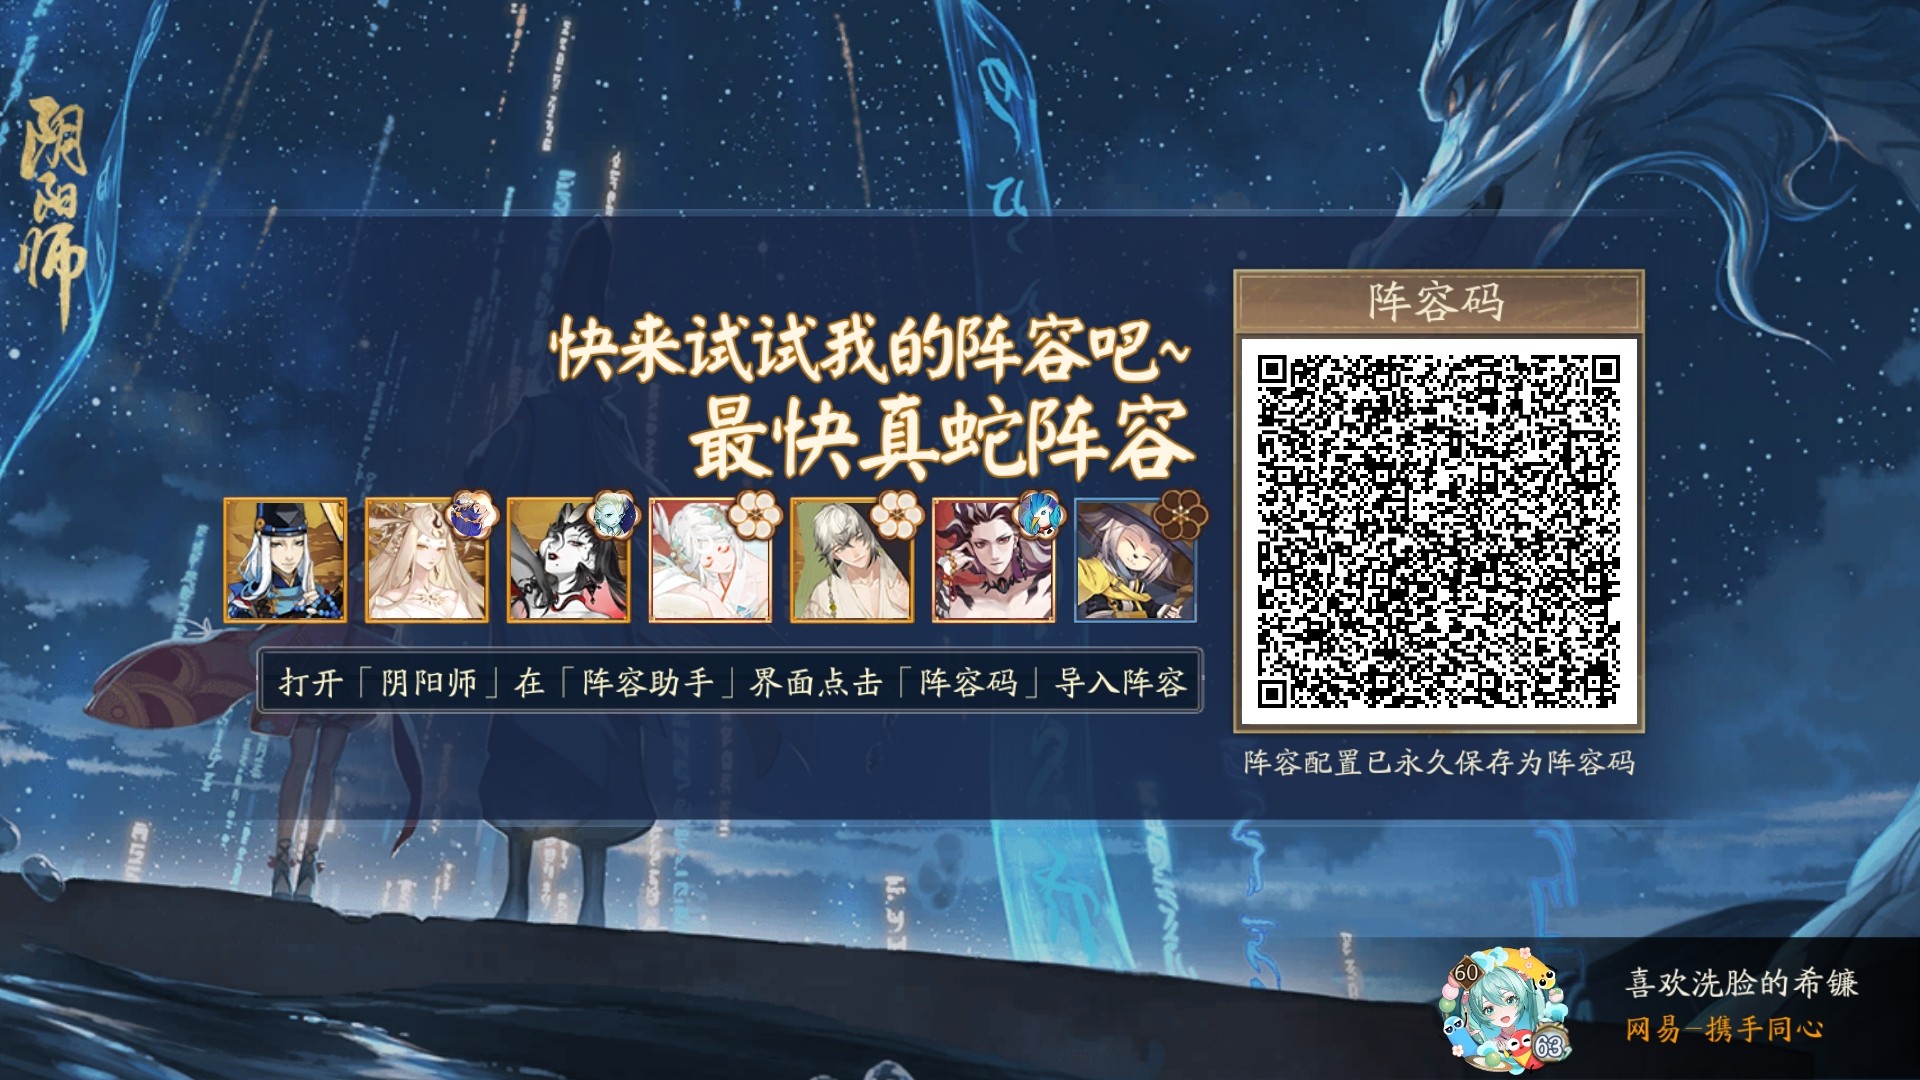 阴阳师
快来试试我的阵容吧~
最快真蛇阵容
打开「阴阳师」在「阵容助手」界面点击「阵容码」导入阵容
阵容码
阵容配置已永久保存为阵容码
60
63
喜欢洗脸的希镰
网易-携手同心